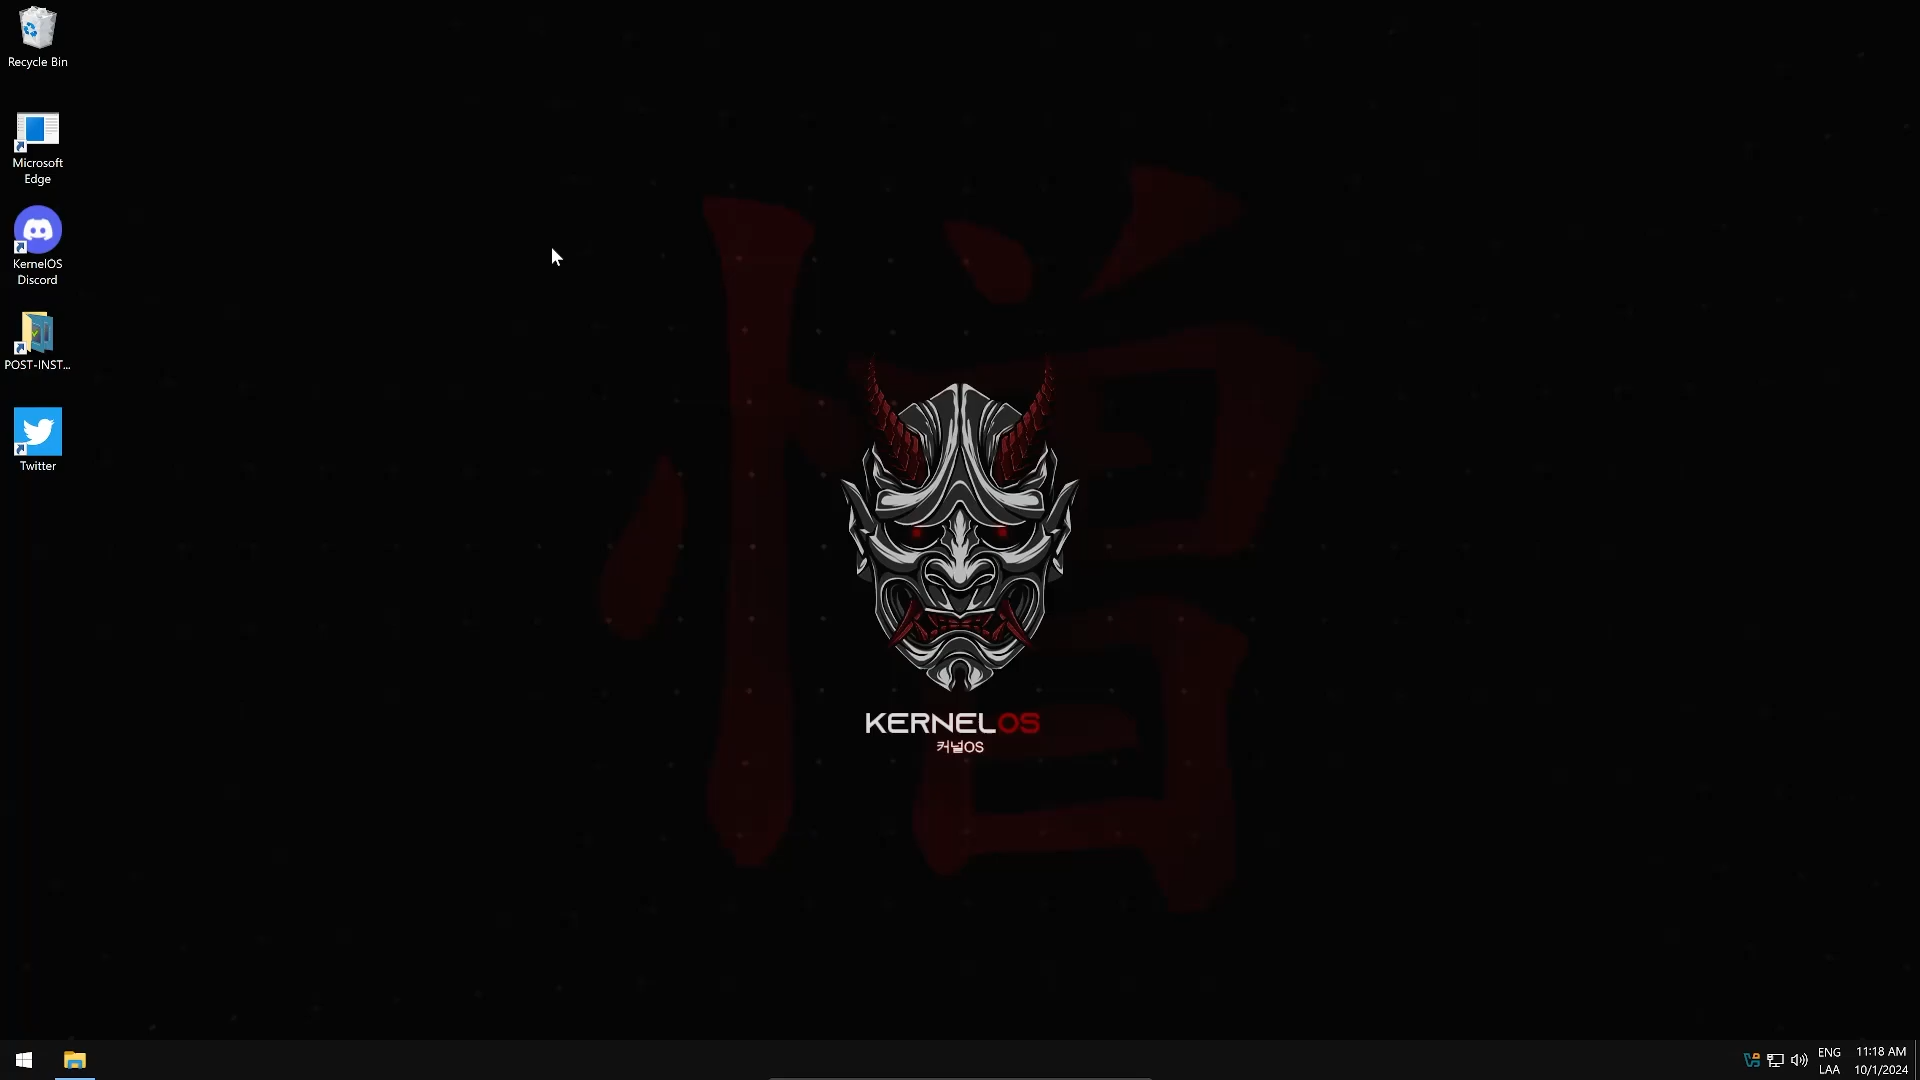 Recycle Bin
Microsoft
Edge
KernelOS
Discord
POST-INST...
Twitter
憎
KERNELOS
커널OS
ENG
LAA
11:18 AM
10/1/2024